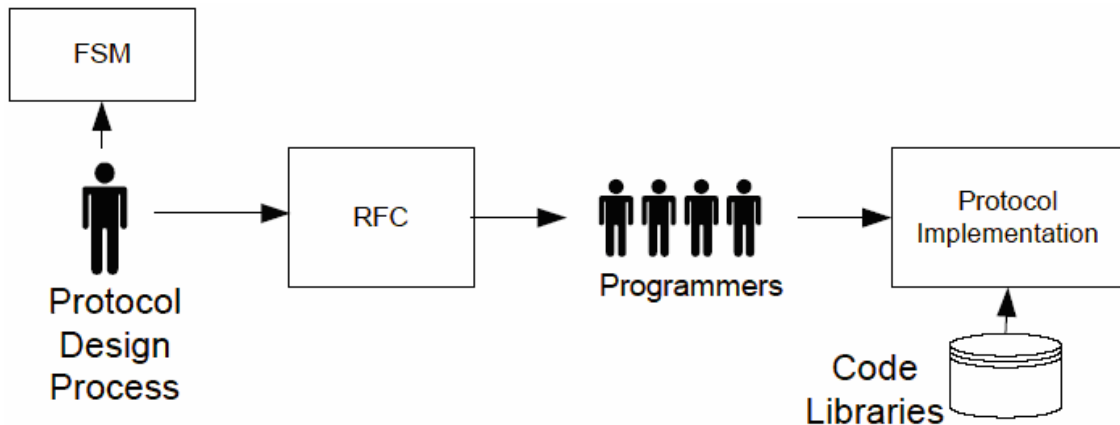 FSM
Protocol
Design
Process
RFC
Programmers
Protocol
Implementation
Code
Libraries